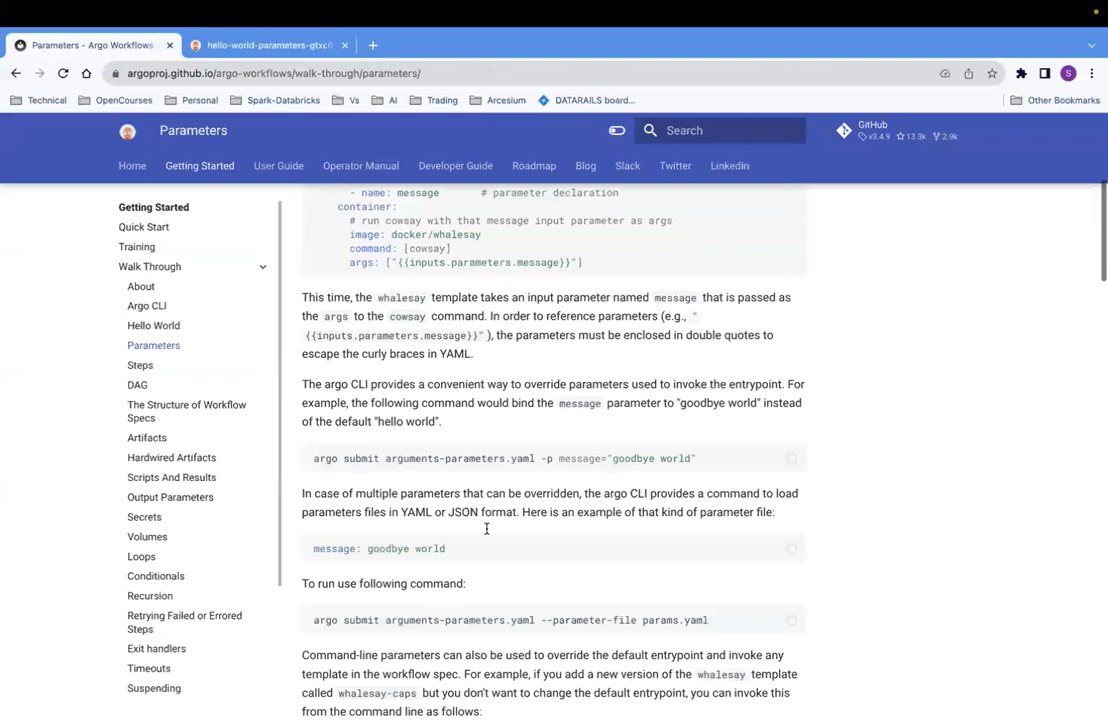 Parameters - Argo Workflows
hello-world-parameters-gtxc
argoproj.github.io/argo-workflows/walk-through/parameters/
S
Technical
OpenCourses
Personal
Spark-Databricks
Vs
AI
Trading
Arcesium
DATARAILS board...
Other Bookmarks
Parameters
Search
GitHub
v3.4.9 13.3k 2.9k
Home
Getting Started
User Guide
Operator Manual
Developer Guide
Roadmap
Blog
Slack
Twitter
LinkedIn
Getting Started
Quick Start
Training
Walk Through
About
Argo CLI
Hello World
Parameters
Steps
DAG
The Structure of Workflow
Specs
Artifacts
Hardwired Artifacts
Scripts And Results
Output Parameters
Secrets
Volumes
Loops
Conditionals
Recursion
Retrying Failed or Errored
Steps
Exit handlers
Timeouts
Suspending
- name: message # parameter declaration
container:
# run cowsay with that message input parameter as args
image: docker/whalesay
command: [cowsay]
args: ["{{inputs.parameters.message}}"]
This time, the whalesay template takes an input parameter named message that is passed as
the args to the cowsay command. In order to reference parameters (e.g., "
{{inputs.parameters.message}}"), the parameters must be enclosed in double quotes to
escape the curly braces in YAML.
The argo CLI provides a convenient way to override parameters used to invoke the entrypoint. For
example, the following command would bind the message parameter to "goodbye world" instead
of the default "hello world".
argo submit arguments-parameters.yaml -p message="goodbye world"
In case of multiple parameters that can be overridden, the argo CLI provides a command to load
parameters files in YAML or JSON format. Here is an example of that kind of parameter file:
message: goodbye world
To run use following command:
argo submit arguments-parameters.yaml --parameter-file params.yaml
Command-line parameters can also be used to override the default entrypoint and invoke any
template in the workflow spec. For example, if you add a new version of the whalesay template
called whalesay-caps but you don't want to change the default entrypoint, you can invoke this
from the command line as follows: